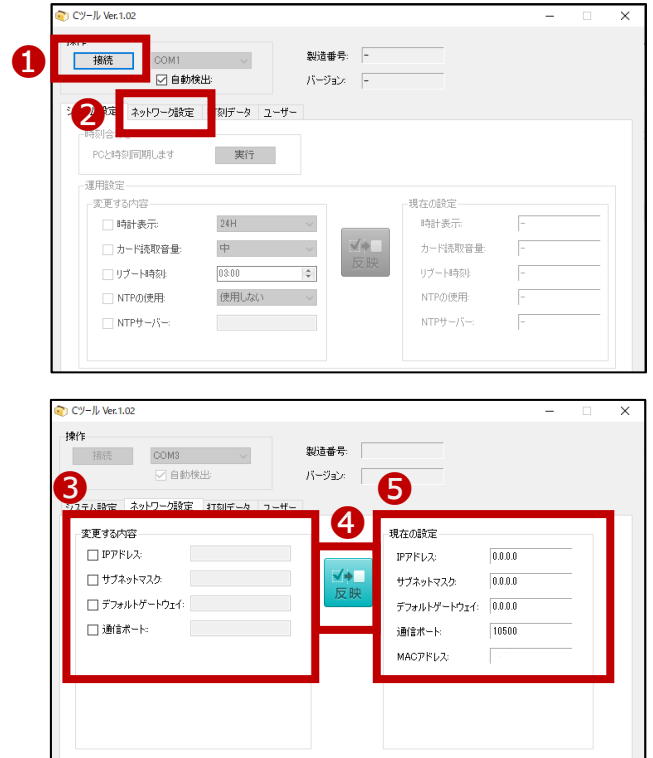 Cツール Ver.1.02
❶
接続 COM1 製造番号: -
自動検出: バージョン: -
❷
ネットワーク設定 打刻データ ユーザー
PCと時刻同期します 実行
運用設定
変更する内容 現在の設定
時計表示: 24H 時計表示: -
カード読取音量: 中 反映 カード読取音量: -
リブート時刻: 03:00 リブート時刻: -
NTPの使用: 使用しない NTPの使用: -
NTPサーバー: NTPサーバー: -
Cツール Ver.1.02
操作
接続 COM3 製造番号:
自動検出: バージョン:
❸ ❺
システム設定 ネットワーク設定 打刻データ ユーザー
❹
変更する内容 現在の設定
IPアドレス: IPアドレス: 0.0.0.0
サブネットマスク: 反映 サブネットマスク: 0.0.0.0
デフォルトゲートウェイ: デフォルトゲートウェイ: 0.0.0.0
通信ポート: 通信ポート: 10500
MACアドレス: